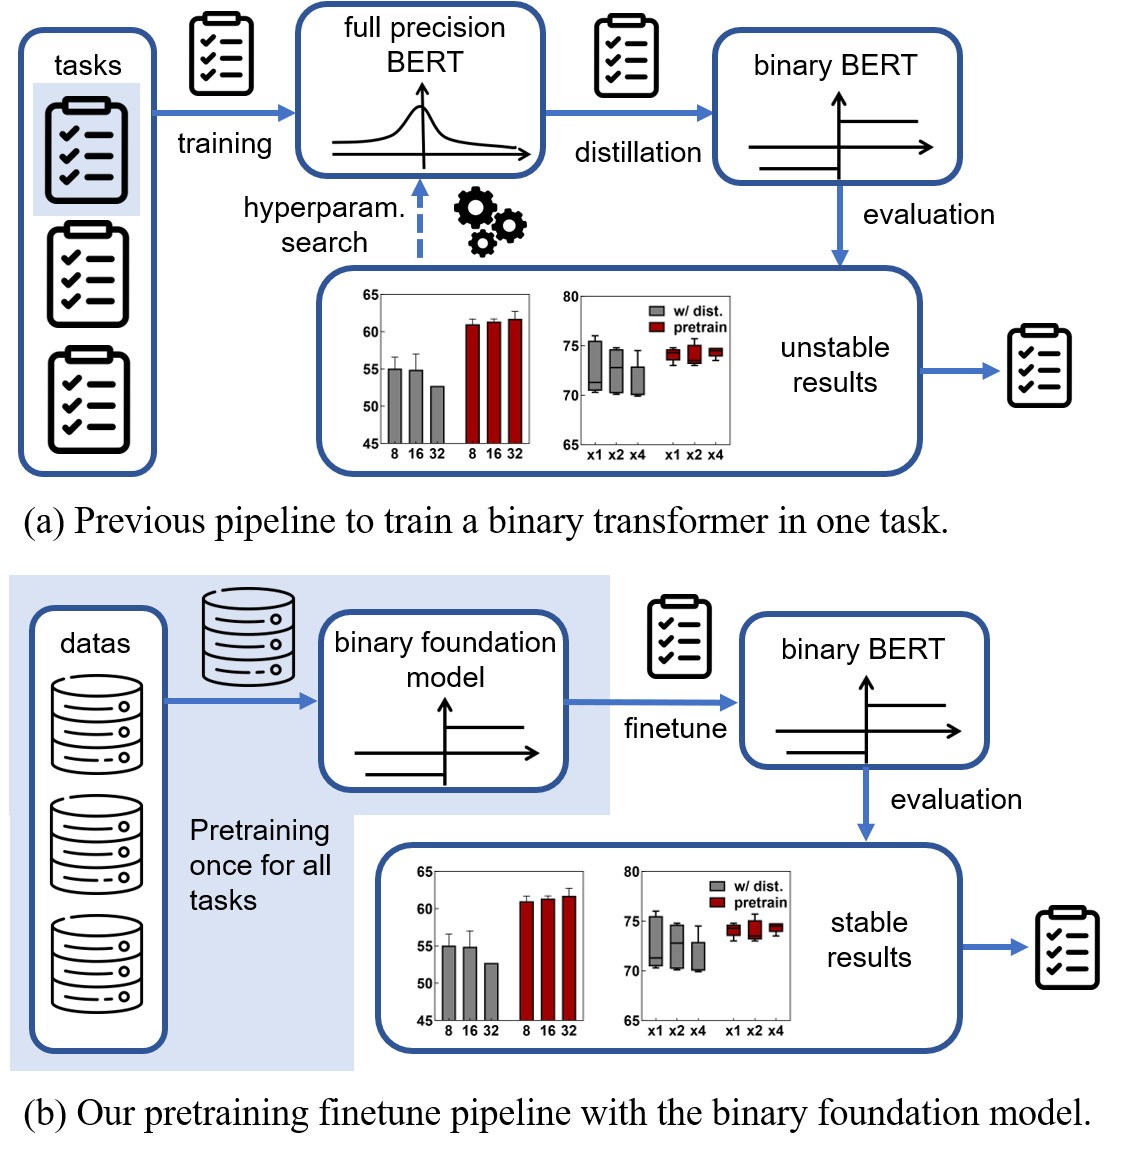 tasks
training
full precision
BERT
distillation
binary BERT
hyperparam.
search
evaluation
65
60
55
50
45
8 16 32 8 16 32
80
75
70
65
x1 x2 x4 x1 x2 x4
w/ dist.
pretrain
unstable
results
(a) Previous pipeline to train a binary transformer in one task.
datas
binary foundation
model
finetune
binary BERT
Pretraining
once for all
tasks
evaluation
65
60
55
50
45
8 16 32 8 16 32
80
75
70
65
x1 x2 x4 x1 x2 x4
w/ dist.
pretrain
stable
results
(b) Our pretraining finetune pipeline with the binary foundation model.